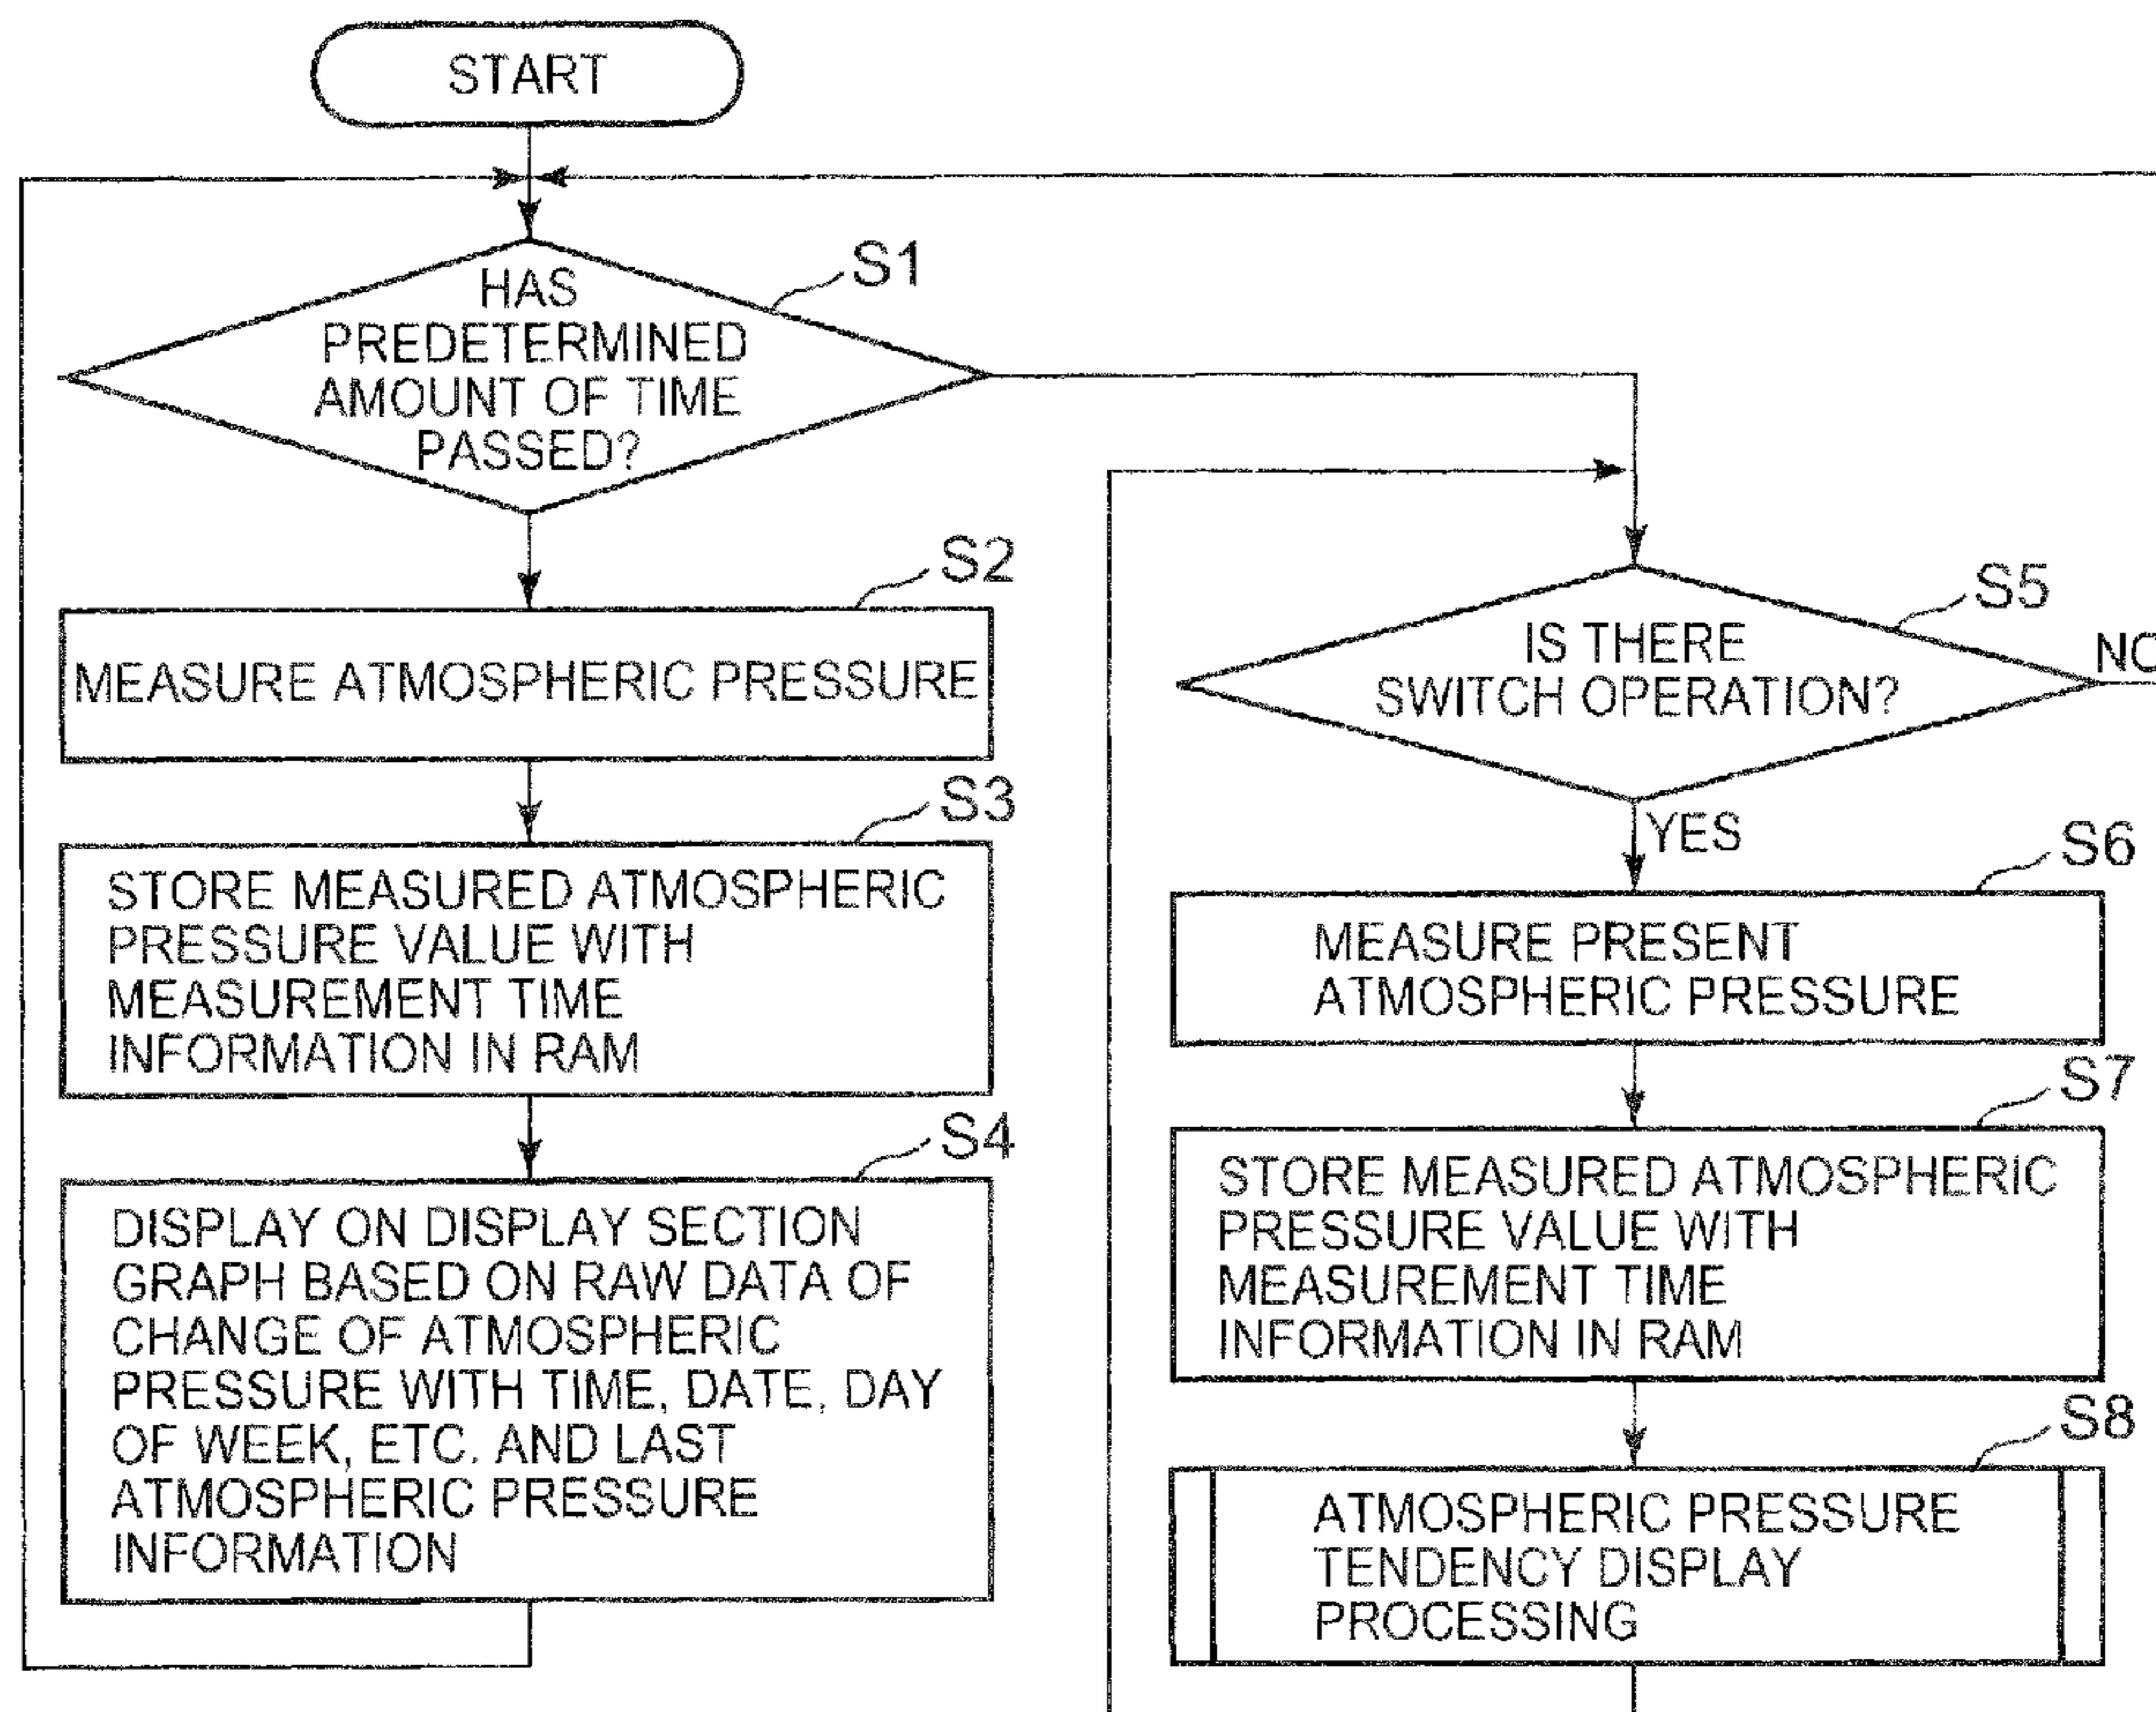 START
S1
HAS
PREDETERMINED
AMOUNT OF TIME
PASSED?
S2
MEASURE ATMOSPHERIC PRESSURE
S3
STORE MEASURED ATMOSPHERIC
PRESSURE VALUE WITH
MEASUREMENT TIME
INFORMATION IN RAM
S4
DISPLAY ON DISPLAY SECTION
GRAPH BASED ON RAW DATA OF
CHANGE OF ATMOSPHERIC
PRESSURE WITH TIME, DATE, DAY
OF WEEK, ETC. AND LAST
ATMOSPHERIC PRESSURE
INFORMATION
S5
IS THERE
SWITCH OPERATION?
NO
YES
S6
MEASURE PRESENT
ATMOSPHERIC PRESSURE
S7
STORE MEASURED ATMOSPHERIC
PRESSURE VALUE WITH
MEASUREMENT TIME
INFORMATION IN RAM
S8
ATMOSPHERIC PRESSURE
TENDENCY DISPLAY
PROCESSING